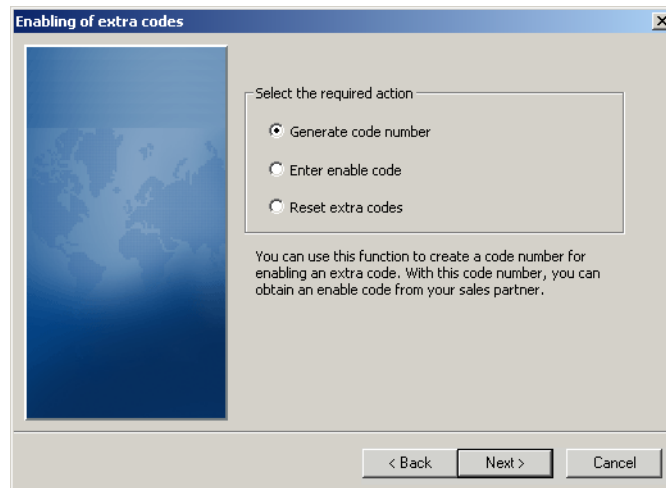 Enabling of extra codes
Select the required action
Generate code number
Enter enable code
Reset extra codes
You can use this function to create a code number for
enabling an extra code. With this code number, you can
obtain an enable code from your sales partner.
< Back
Next >
Cancel